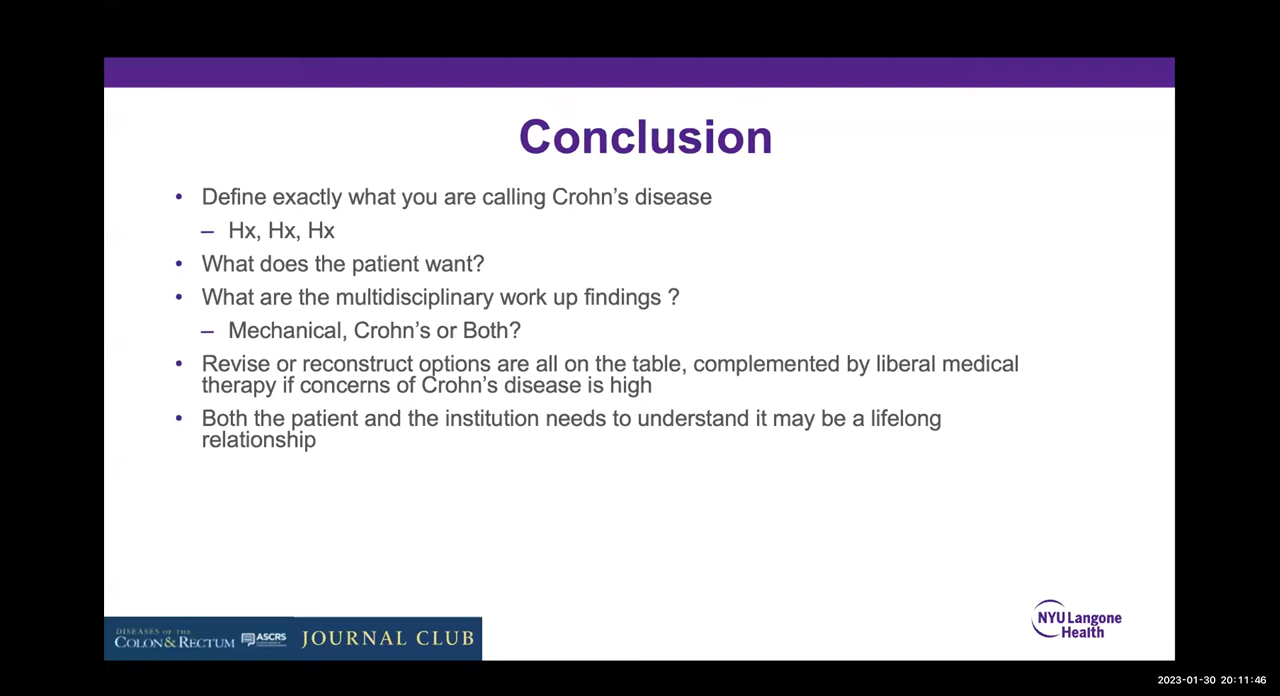 Conclusion
• Define exactly what you are calling Crohn’s disease
– Hx, Hx, Hx
• What does the patient want?
• What are the multidisciplinary work up findings ?
– Mechanical, Crohn’s or Both?
• Revise or reconstruct options are all on the table, complemented by liberal medical
therapy if concerns of Crohn’s disease is high
• Both the patient and the institution needs to understand it may be a lifelong
relationship
DISEASES OF THE
COLON&RECTUM
ASCRS
JOURNAL CLUB
NYU Langone
Health
2023-01-30 20:11:46